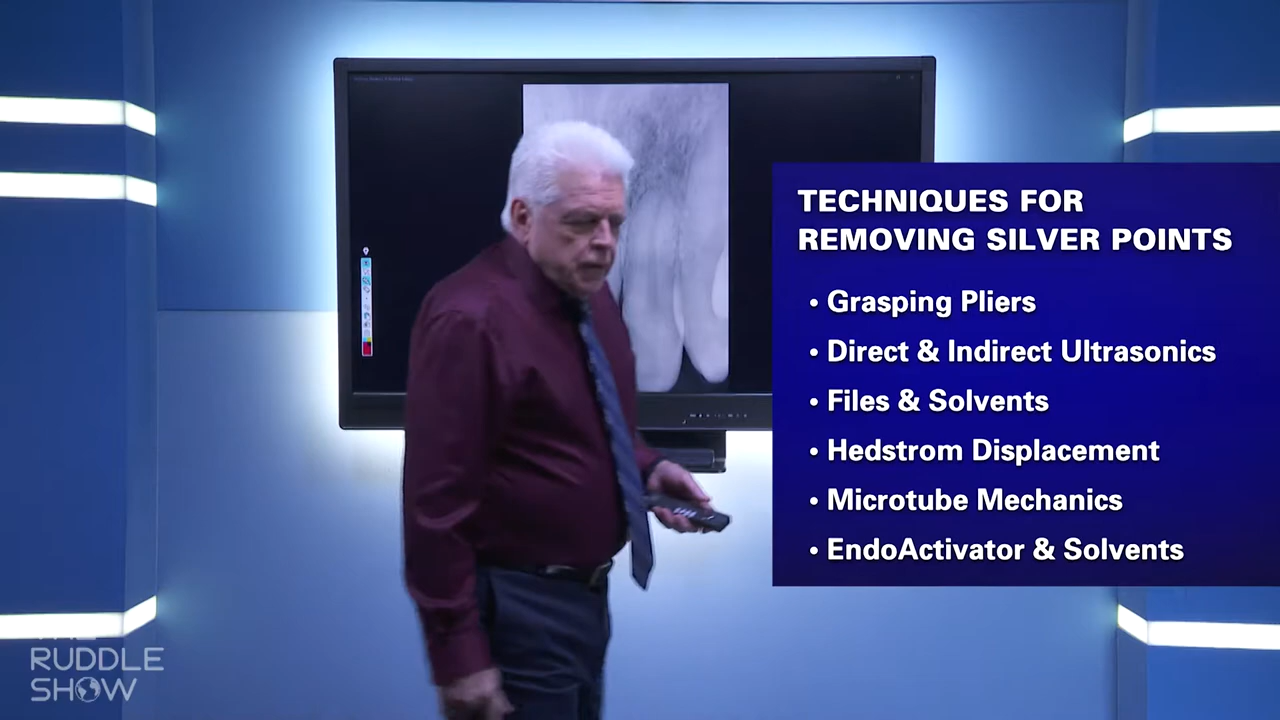 TECHNIQUES FOR
REMOVING SILVER POINTS
• Grasping Pliers
• Direct & Indirect Ultrasonics
• Files & Solvents
• Hedstrom Displacement
• Microtube Mechanics
• EndoActivator & Solvents
THE
RUDDLE
SHOW